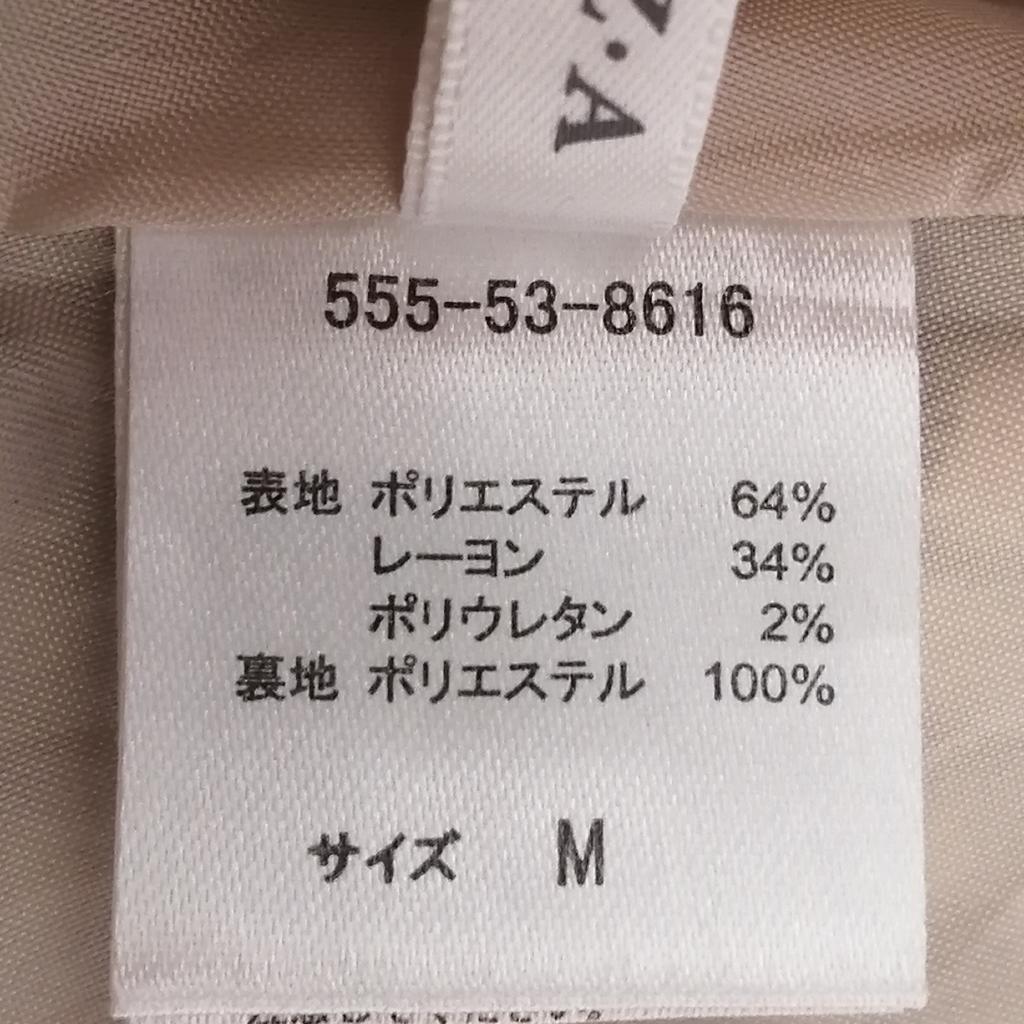 Z·A
555-53-8616
表地 ポリエステル 64%
レーヨン 34%
ポリウレタン 2%
裏地 ポリエステル 100%
サイズ M